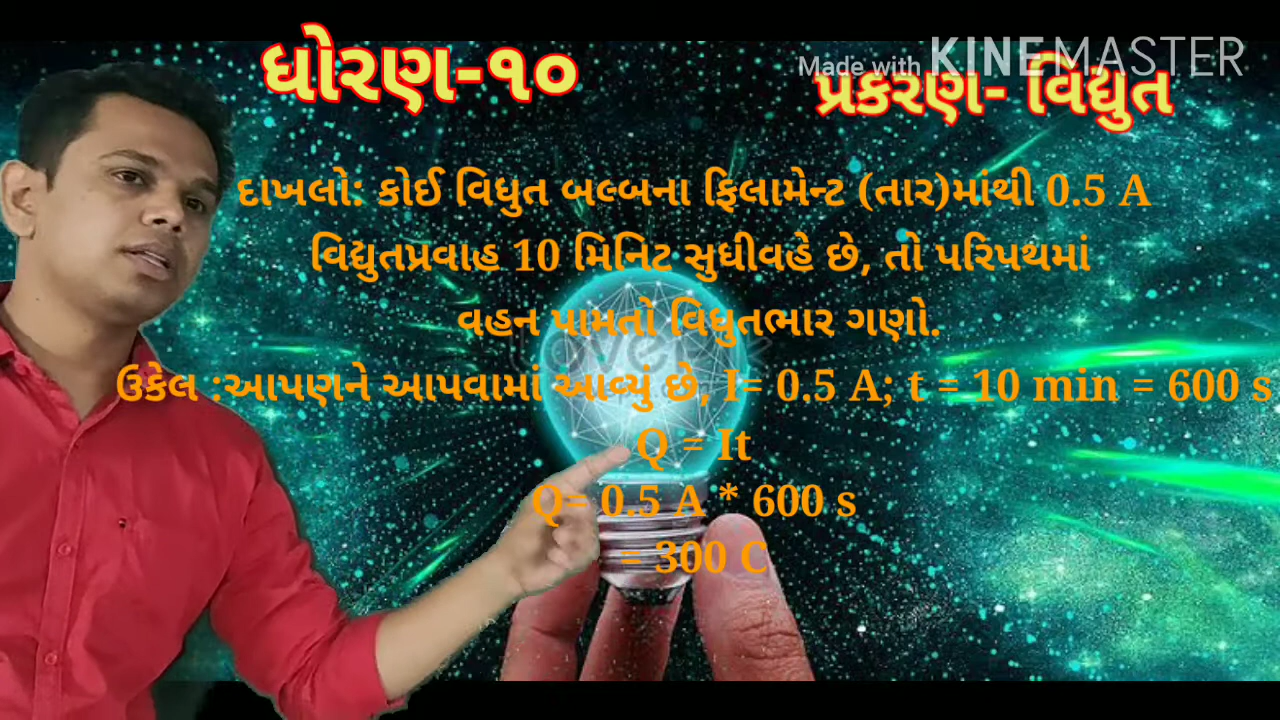 ધોરણ-૧૦
Made with KINEMASTER
પ્રકરણ- વિદ્યુત
દાખલો: કોઈ વિધુત બલ્બના ફિલામેન્ટ (તાર)માંથી 0.5 A
વિદ્યુતપ્રવાહ 10 મિનિટ સુધીવહે છે, તો પરિપથમાં
વહન પામતો વિધુતભાર ગણો.
ઉકેલ :આપણને આપવામાં આવ્યું છે, I= 0.5 A; t = 10 min = 600 s
Q = It
Q= 0.5 A * 600 s
= 300 C